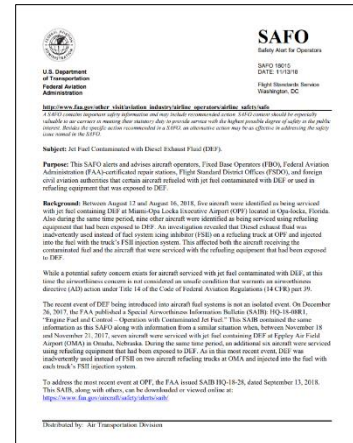 SAFO
Safety Alert for Operators
U.S. Department
of Transportation
Federal Aviation
Administration
SAFO 18015
DATE: 11/13/18
Flight Standards Service
Washington, DC
http://www.faa.gov/other_visit/aviation_industry/airline_operators/airline_safety/safo
A SAFO contains important safety information and may include recommended action. SAFO content should be especially
valuable to air carriers in meeting their statutory duty to provide service with the highest possible degree of safety in the public
interest. Besides the specific action recommended in a SAFO, an alternative action may be as effective in addressing the safety
issue named in the SAFO.
Subject: Jet Fuel Contaminated with Diesel Exhaust Fluid (DEF).
Purpose: This SAFO alerts and advises aircraft operators, Fixed Base Operators (FBO), Federal Aviation
Administration (FAA)-certificated repair stations, Flight Standard District Offices (FSDO), and foreign
civil aviation authorities that certain aircraft refueled with jet fuel contaminated with DEF or used in
refueling equipment that was exposed to DEF.
Background: Between August 12 and August 16, 2018, five aircraft were identified as being serviced
with jet fuel containing DEF at Miami-Opa Locka Executive Airport (OPF) located in Opa-locka, Florida.
Also during the same time period, nine other aircraft were identified as being serviced using refueling
equipment that had been exposed to DEF. An investigation revealed that Diesel exhaust fluid was
inadvertently used instead of fuel system icing inhibitor (FSII) on a refueling truck at OPF and injected
into the fuel with the truck's FSII injection system. This affected both the aircraft receiving the
contaminated fuel and the aircraft that were serviced with the refueling equipment that had been exposed
to DEF.
While a potential safety concern exists for aircraft serviced with jet fuel contaminated with DEF, at this
time the airworthiness concern is not considered an unsafe condition that warrants an airworthiness
directive (AD) action under Title 14 of the Code of Federal Aviation Regulations (14 CFR) part 39.
The recent event of DEF being introduced into aircraft fuel systems is not an isolated event. On December
26, 2017, the FAA published a Special Airworthiness Information Bulletin (SAIB): HQ-18-08R1,
"Engine Fuel and Control – Operation with Contaminated Jet Fuel." This SAIB contained the same
information as this SAFO along with information from a similar situation when, between November 18
and November 21, 2017, seven aircraft were serviced with jet fuel containing DEF at Eppley Air Field
Airport (OMA) in Omaha, Nebraska. During the same time period, an additional six aircraft were serviced
using refueling equipment that had been exposed to DEF. As in this most recent event, DEF was
inadvertently used instead of FSII on two aircraft refueling trucks at OMA and injected into the fuel with
each truck's FSII injection system.
To address the most recent event at OPF, the FAA issued SAIB HQ-18-28, dated September 13, 2018.
This SAIB, along with others, can be downloaded or viewed online at:
https://www.faa.gov/aircraft/safety/alerts/saib/
Distributed by: Air Transportation Division